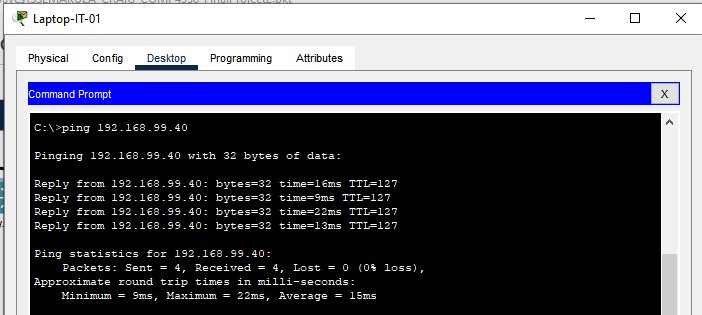 Laptop-IT-01
Physical Config Desktop Programming Attributes
Command Prompt X
C:\>ping 192.168.99.40
Pinging 192.168.99.40 with 32 bytes of data:
Reply from 192.168.99.40: bytes=32 time=16ms TTL=127
Reply from 192.168.99.40: bytes=32 time=9ms TTL=127
Reply from 192.168.99.40: bytes=32 time=22ms TTL=127
Reply from 192.168.99.40: bytes=32 time=13ms TTL=127
Ping statistics for 192.168.99.40:
Packets: Sent = 4, Received = 4, Lost = 0 (0% loss),
Approximate round trip times in milli-seconds:
Minimum = 9ms, Maximum = 22ms, Average = 15ms